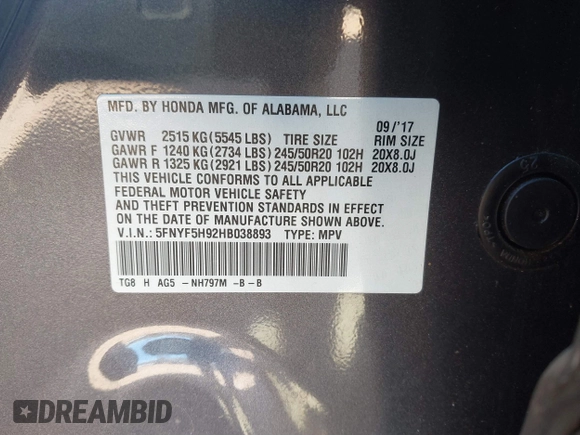 MFD. BY HONDA MFG. OF ALABAMA, LLC
09/'17
GVWR 2515 KG (5545 LBS) TIRE SIZE RIM SIZE
GAWR F 1240 KG (2734 LBS) 245/50R20 102H 20X8.0J
GAWR R 1325 KG (2921 LBS) 245/50R20 102H 20X8.0J
THIS VEHICLE CONFORMS TO ALL APPLICABLE
FEDERAL MOTOR VEHICLE SAFETY
AND THEFT PREVENTION STANDARDS IN EFFECT
ON THE DATE OF MANUFACTURE SHOWN ABOVE.
V.I.N.: 5FNYF5H92HB038893 TYPE: MPV
TG8 H AG5 -NH797M -B-B
DREAMBID